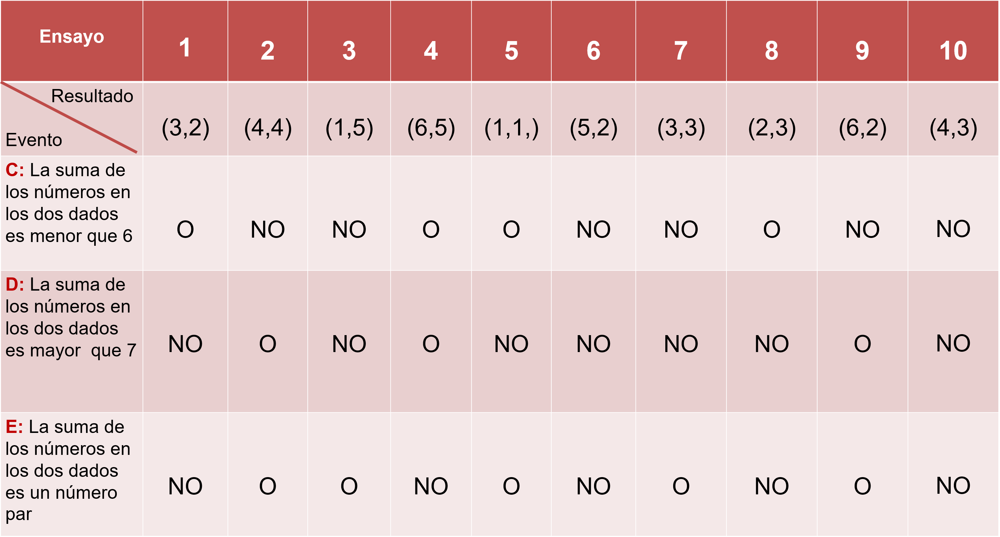 Ensayo 1 2 3 4 5 6 7 8 9 10
Resultado
Evento
(3,2) (4,4) (1,5) (6,5) (1,1,) (5,2) (3,3) (2,3) (6,2) (4,3)
C: La suma de
los números en
los dos dados
es menor que 6
O NO NO O O NO NO O NO NO
D: La suma de
los números en
los dos dados
es mayor  que 7
NO O NO O NO NO NO NO O NO
E: La suma de
los números en
los dos dados
es un número
par
NO O O NO O NO O NO O NO